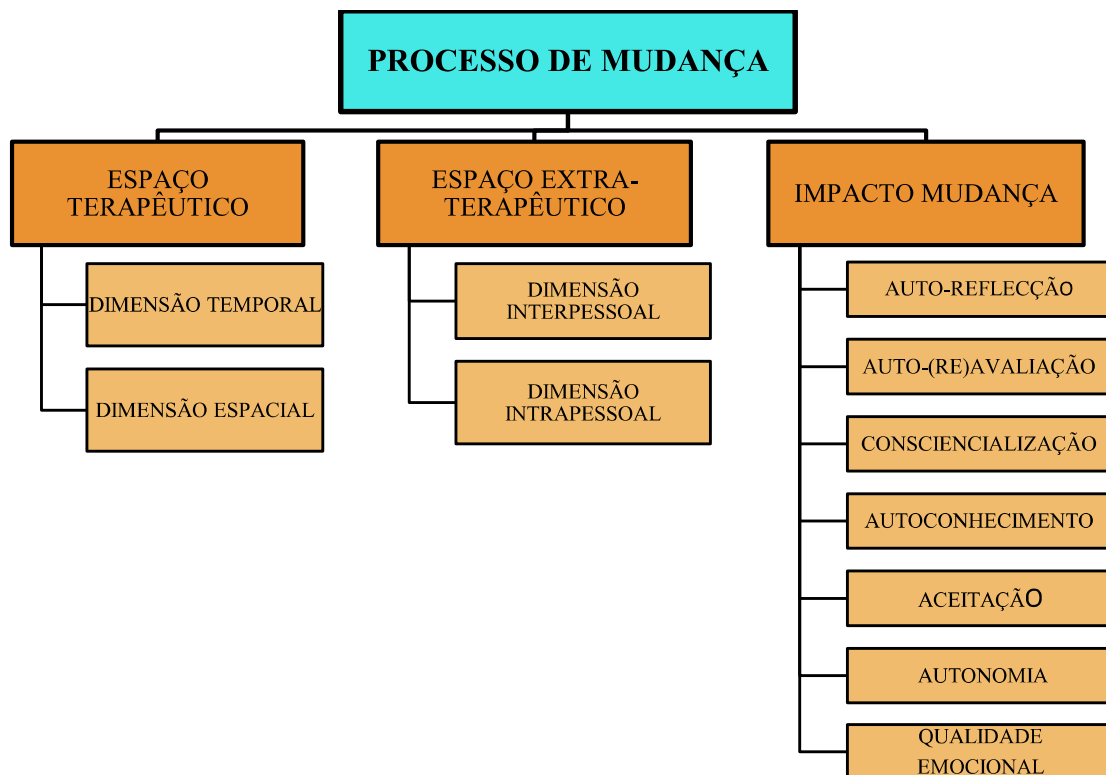 PROCESSO DE MUDANÇA
ESPAÇO
TERAPÊUTICO
DIMENSÃO TEMPORAL
DIMENSÃO ESPACIAL
ESPAÇO EXTRA-
TERAPÊUTICO
DIMENSÃO
INTERPESSOAL
DIMENSÃO
INTRAPESSOAL
IMPACTO MUDANÇA
AUTO-REFLECÇÃO
AUTO-(RE)AVALIAÇÃO
CONSCIENCIALIZAÇÃO
AUTOCONHECIMENTO
ACEITAÇÃO
AUTONOMIA
QUALIDADE
EMOCIONAL